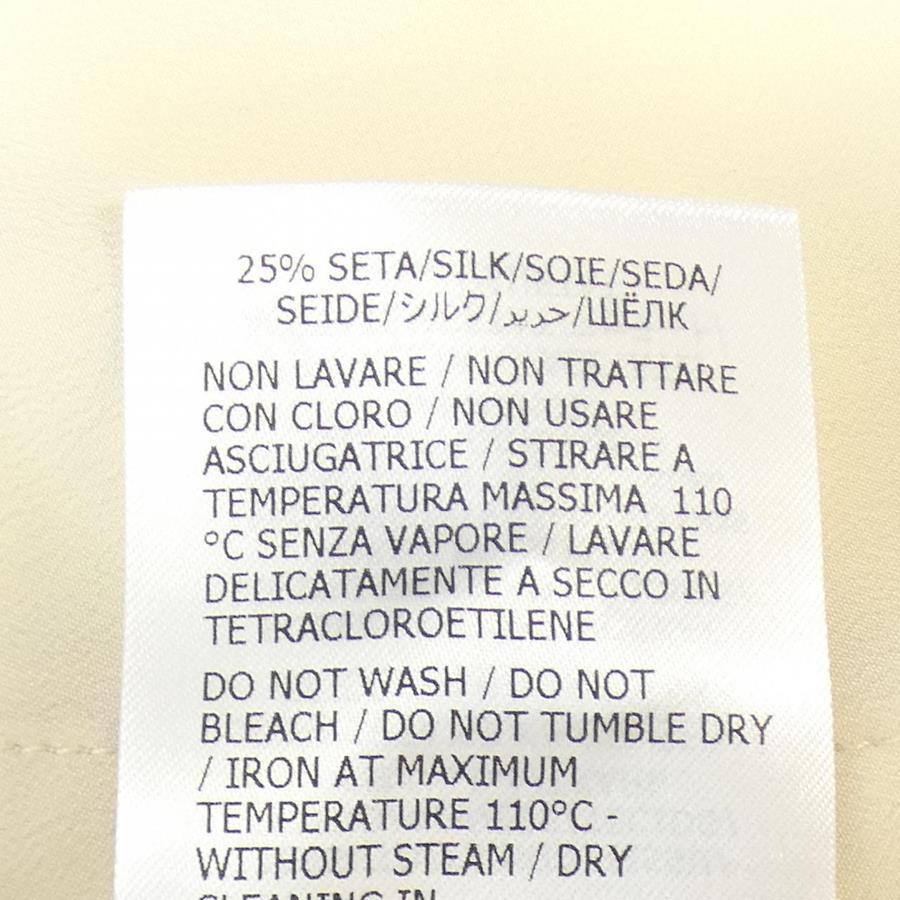 25% SETA/SILK/SOIE/SEDA/
SEIDE/シルク/حرير/ШЁЛК
NON LAVARE / NON TRATTARE
CON CLORO / NON USARE
ASCIUGATRICE / STIRARE A
TEMPERATURA MASSIMA 110
°C SENZA VAPORE / LAVARE
DELICATAMENTE A SECCO IN
TETRACLOROETILENE
DO NOT WASH / DO NOT
BLEACH / DO NOT TUMBLE DRY
/ IRON AT MAXIMUM
TEMPERATURE 110°C -
WITHOUT STEAM / DRY
CLEANING IN